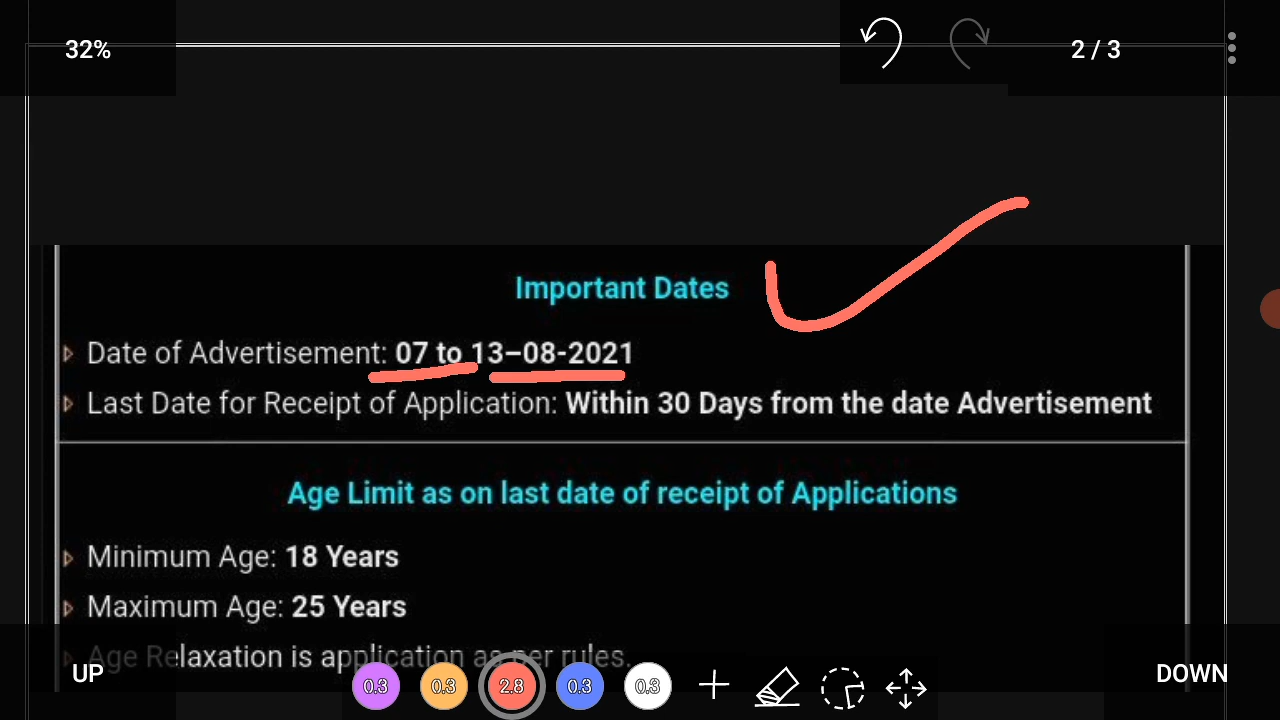 32%
2 / 3
Important Dates
Date of Advertisement: 07 to 13–08-2021
Last Date for Receipt of Application: Within 30 Days from the date Advertisement
Age Limit as on last date of receipt of Applications
Minimum Age: 18 Years
Maximum Age: 25 Years
Age Relaxation is application as per rules.
UP
0.3 0.3 2.8 0.3 0.3
DOWN